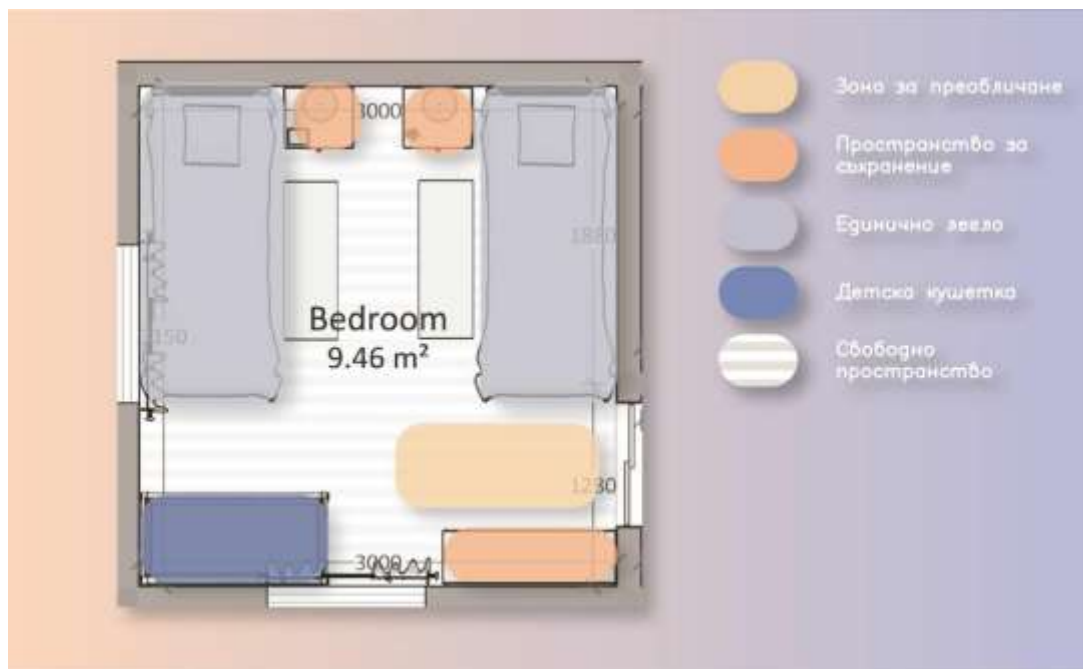 3000
Зона за преобличане
Пространство за
съхранение
Единично легло
Детска кушетка
Свободно
пространство
1880
150
Bedroom
9.46 m²
1230
3000